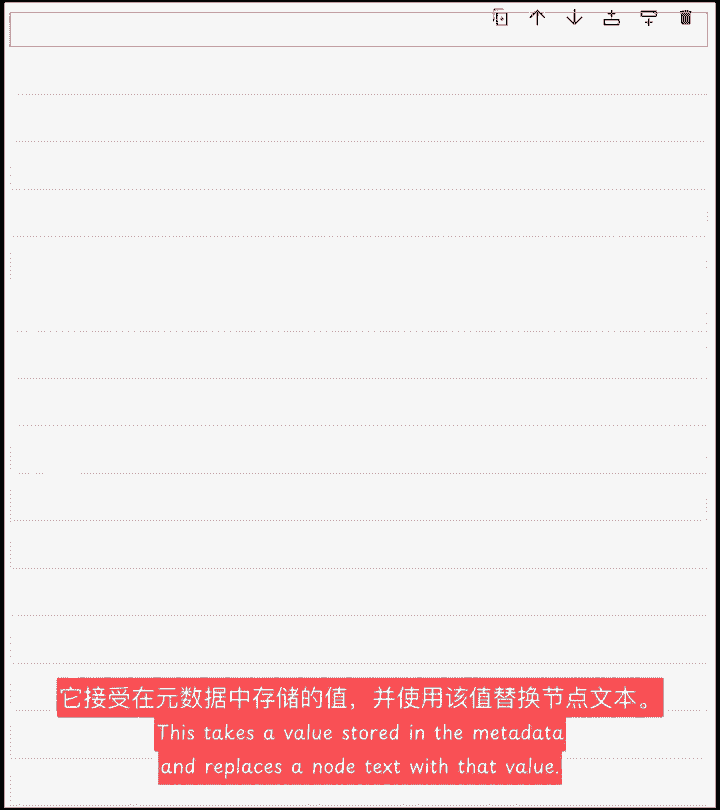 它接受在元数据中存储的值，并使用该值替换节点文本。
This takes a value stored in the metadata
and replaces a node text with that value.